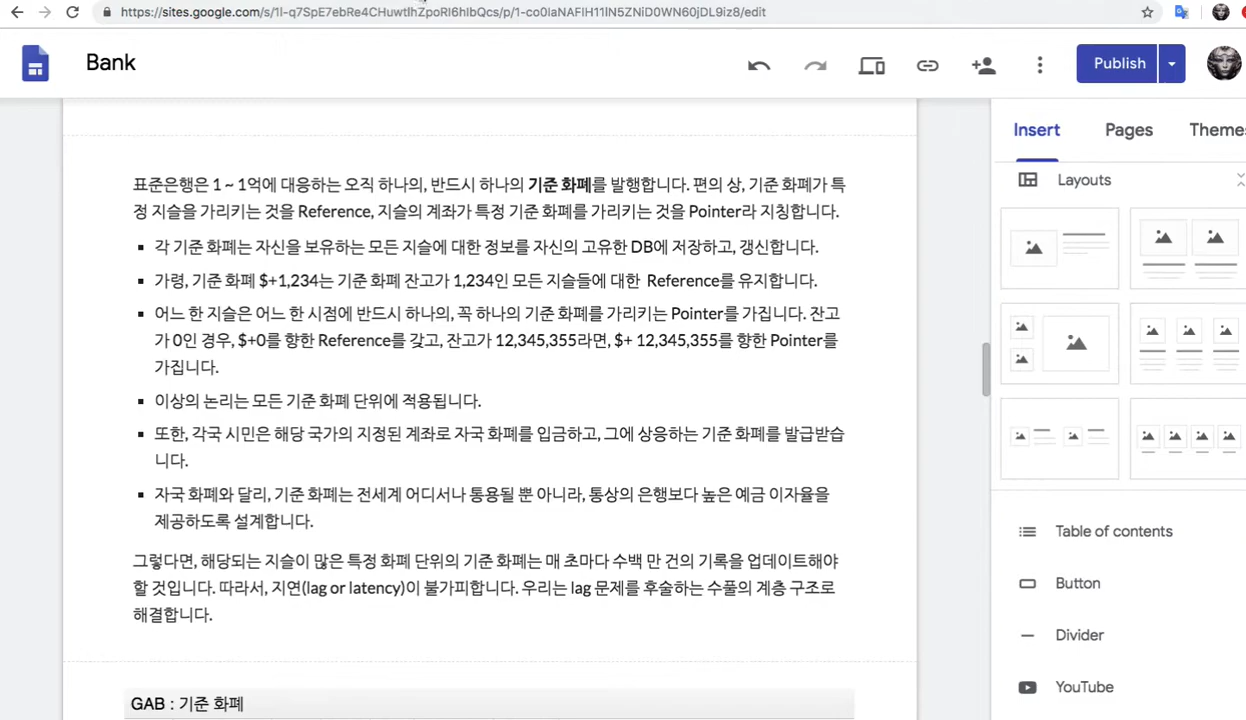 Bank
Publish
Insert
Pages
Theme
Layouts
표준은행은 1 ~ 1억에 대응하는 오직 하나의, 반드시 하나의 기준 화폐를 발행합니다. 편의 상, 기준 화폐가 특
정 지슬을 가리키는 것을 Reference, 지슬의 계좌가 특정 기준 화폐를 가리키는 것을 Pointer라 지칭합니다.
▪ 각 기준 화폐는 자신을 보유하는 모든 지슬에 대한 정보를 자신의 고유한 DB에 저장하고, 갱신합니다.
▪ 가령, 기준 화폐 $+1,234는 기준 화폐 잔고가 1,234인 모든 지슬들에 대한 Reference를 유지합니다.
▪ 어느 한 지슬은 어느 한 시점에 반드시 하나의, 꼭 하나의 기준 화폐를 가리키는 Pointer를 가집니다. 잔고
가 0인 경우, $+0를 향한 Reference를 갖고, 잔고가 12,345,355라면, $+ 12,345,355를 향한 Pointer를
가집니다.
▪ 이상의 논리는 모든 기준 화폐 단위에 적용됩니다.
▪ 또한, 각국 시민은 해당 국가의 지정된 계좌로 자국 화폐를 입금하고, 그에 상응하는 기준 화폐를 발급받습
니다.
▪ 자국 화폐와 달리, 기준 화폐는 전세계 어디서나 통용될 뿐 아니라, 통상의 은행보다 높은 예금 이자율을
제공하도록 설계합니다.
그렇다면, 해당되는 지슬이 많은 특정 화폐 단위의 기준 화폐는 매 초마다 수백 만 건의 기록을 업데이트해야
할 것입니다. 따라서, 지연(lag or latency)이 불가피합니다. 우리는 lag 문제를 후술하는 수풀의 계층 구조로
해결합니다.
GAB : 기준 화폐
Table of contents
Button
Divider
YouTube